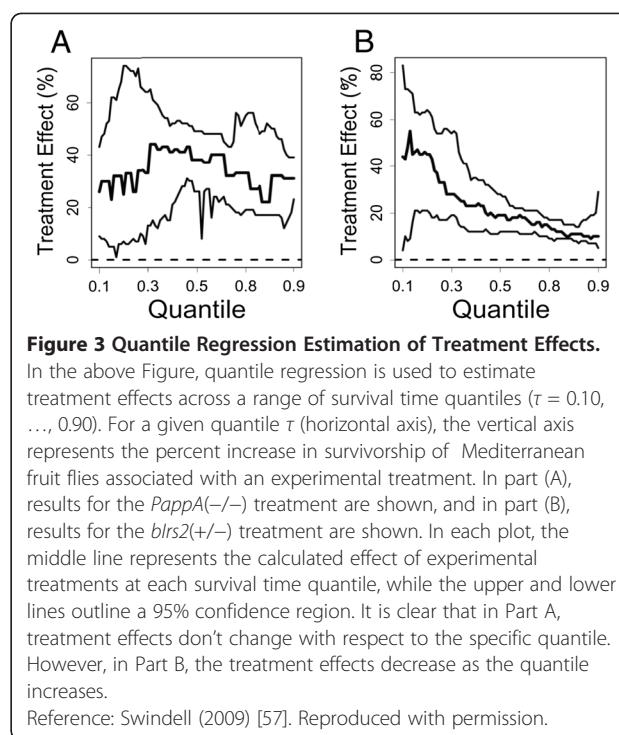 A
B
Treatment Effect (%)
60
40
20
0
0.1 0.3 0.5 0.8 0.9
Quantile
Treatment Effect (%)
80
60
40
20
0
0.1 0.3 0.5 0.8 0.9
Quantile
Figure 3 Quantile Regression Estimation of Treatment Effects.
In the above Figure, quantile regression is used to estimate
treatment effects across a range of survival time quantiles (τ = 0.10,
…, 0.90). For a given quantile τ (horizontal axis), the vertical axis
represents the percent increase in survivorship of Mediterranean
fruit flies associated with an experimental treatment. In part (A),
results for the PappA(−/−) treatment are shown, and in part (B),
results for the bIrs2(+/−) treatment are shown. In each plot, the
middle line represents the calculated effect of experimental
treatments at each survival time quantile, while the upper and lower
lines outline a 95% confidence region. It is clear that in Part A,
treatment effects don't change with respect to the specific quantile.
However, in Part B, the treatment effects decrease as the quantile
increases.
Reference: Swindell (2009) [57]. Reproduced with permission.